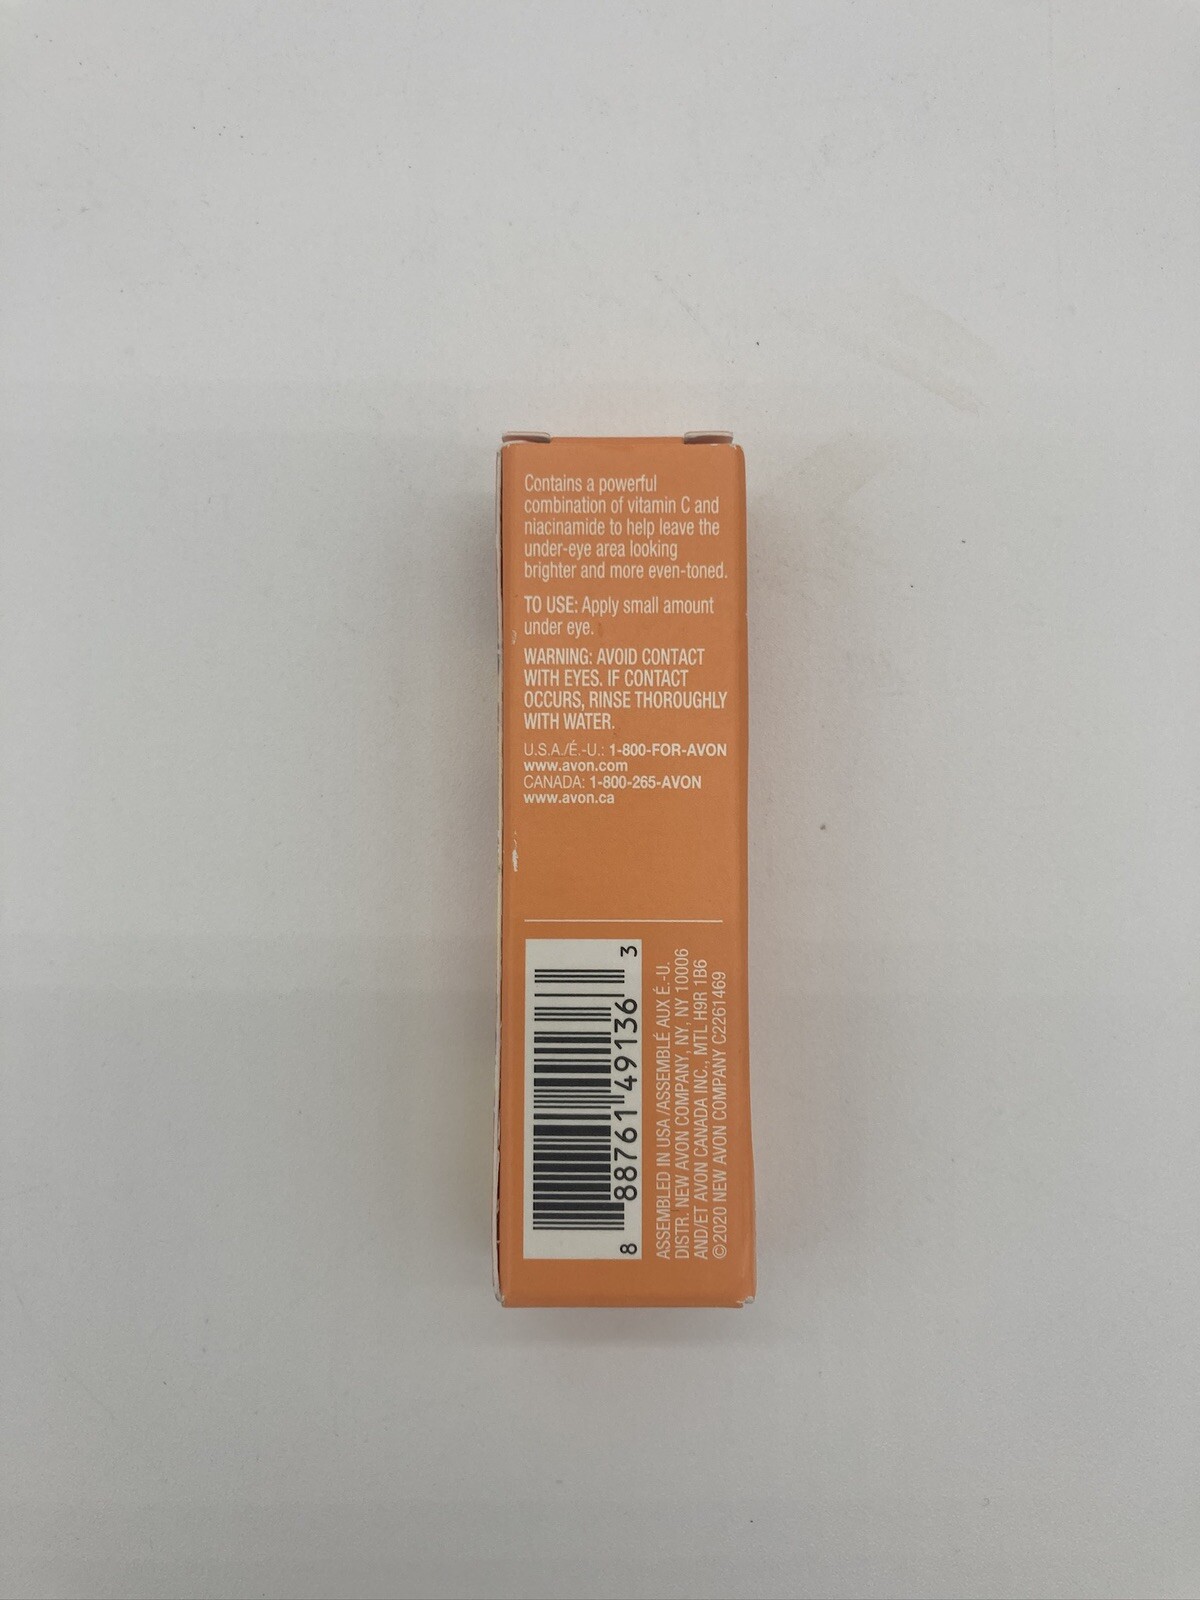 Contains a powerful
combination of vitamin C and
niacinamide to help leave the
under-eye area looking
brighter and more even-toned.
TO USE: Apply small amount
under eye.
WARNING: AVOID CONTACT
WITH EYES. IF CONTACT
OCCURS, RINSE THOROUGHLY
WITH WATER.
U.S.A./É.-U.: 1-800-FOR-AVON
www.avon.com
CANADA: 1-800-265-AVON
www.avon.ca
8 88761 49136 3
ASSEMBLED IN USA /ASSEMBLÉ AUX É.-U.
DISTR. NEW AVON COMPANY, NY, NY 10006
AND/ET AVON CANADA INC., MTL H9R 1B6
©2020 NEW AVON COMPANY C2261469